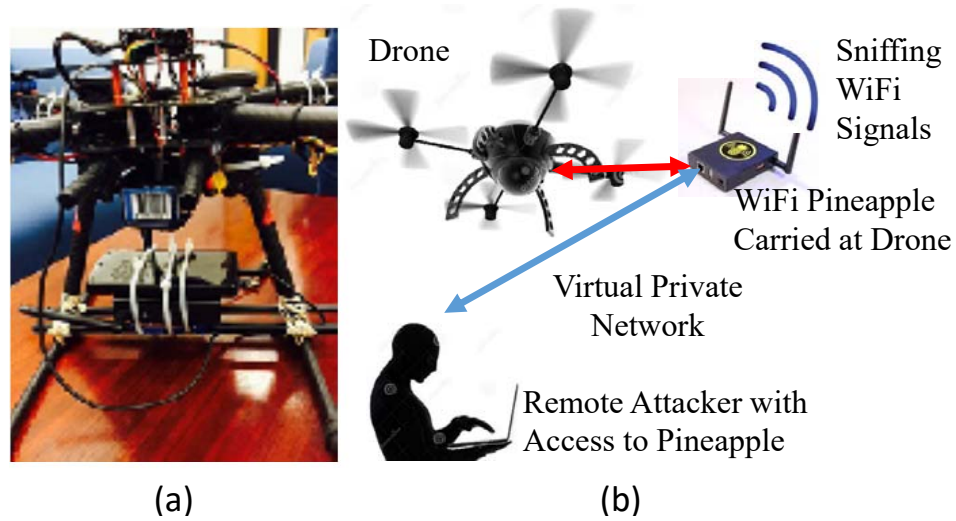 Drone
Sniffing
WiFi
Signals
WiFi Pineapple
Carried at Drone
Virtual Private
Network
Remote Attacker with
Access to Pineapple
(a)
(b)